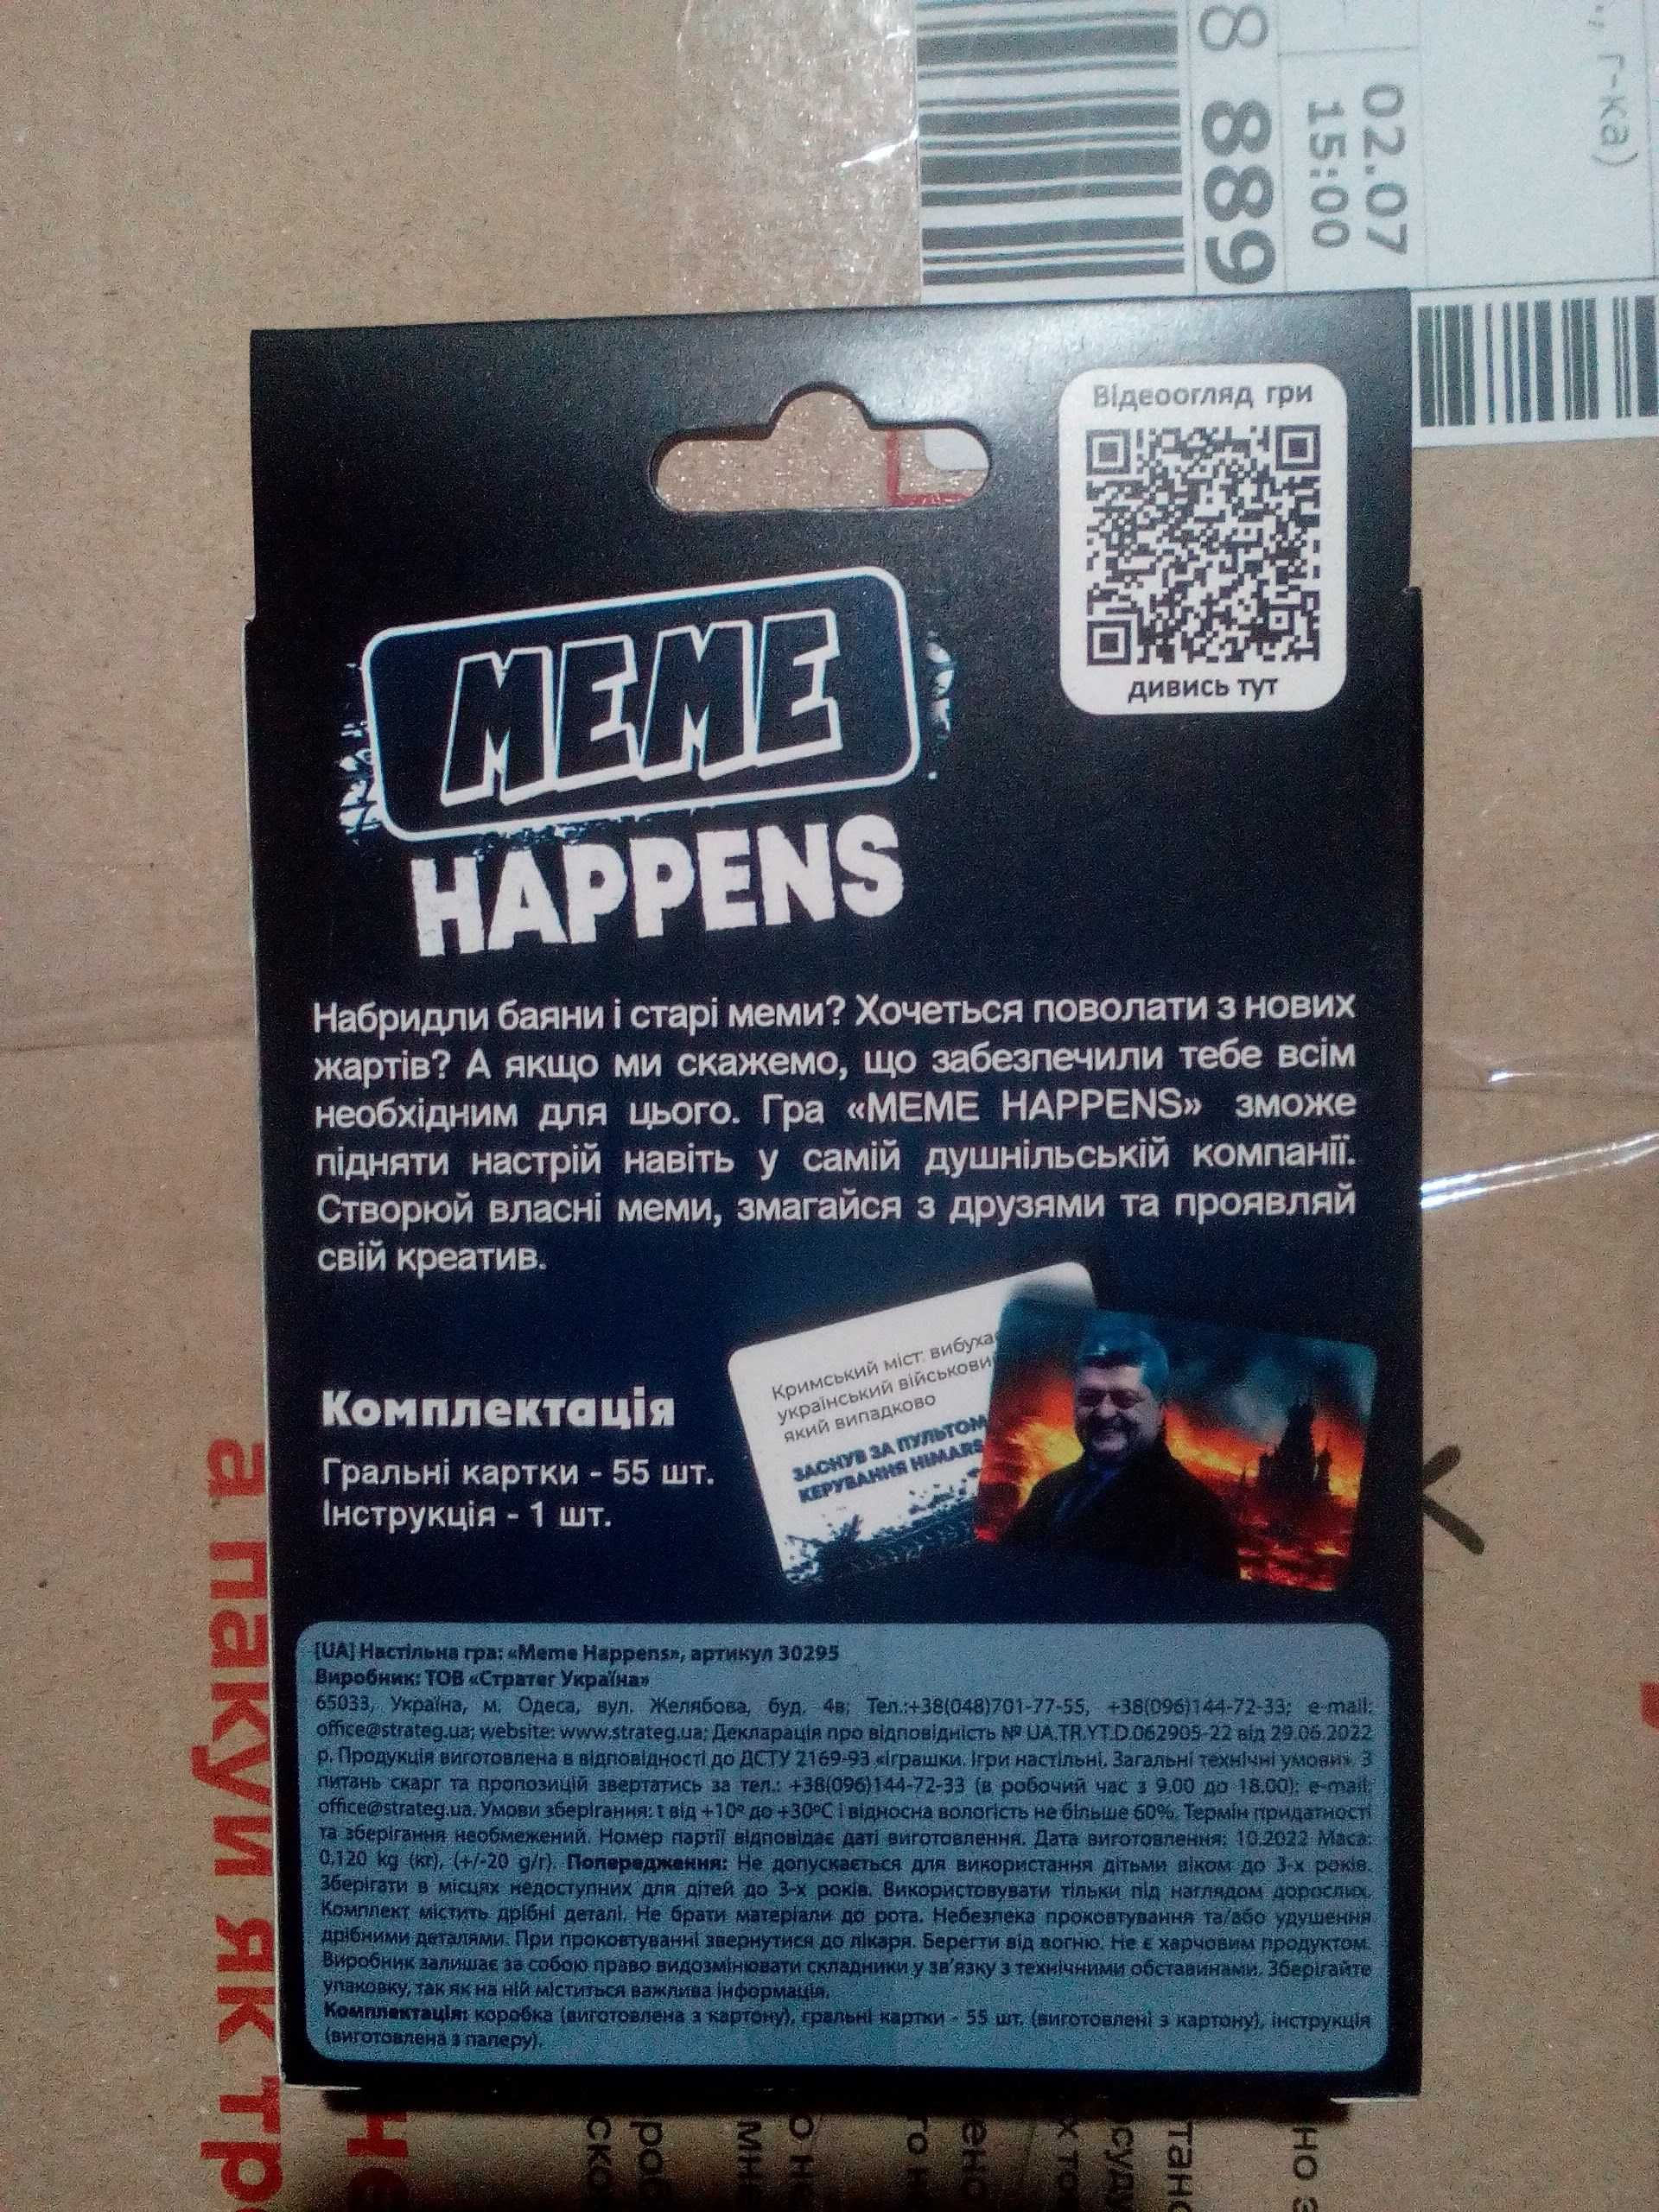 8 889
02.07
15:00
, г-ка)
Відеоогляд гри
дивись тут
MEME
HAPPENS
Набридли баяни і старі меми? Хочеться поволати з нових
жартів? А якщо ми скажемо, що забезпечили тебе всім
необхідним для цього. Гра «MEME HAPPENS» зможе
підняти настрій навіть у самій душнільській компанії.
Створюй власні меми, змагайся з друзями та проявляй
свій креатив.
Кримський міст: вибуха
український військови
який випадково
ЗАСНУВ ЗА ПУЛЬТОМ
КЕРУВАННЯ HIMARS
Комплектація
Гральні картки - 55 шт.
Інструкція - 1 шт.
[UA] Настільна гра: «Meme Happens», артикул 30295
Виробник: ТОВ «Стратег Україна»
65033, Україна, м. Одеса, вул. Желябова, буд. 4в; Тел.:+38(048)701-77-55, +38(096)144-72-33; e-mail:
office@strateg.ua; website: www.strateg.ua; Декларація про відповідність № UA.TR.YT.D.062905-22 від 29.06.2022
р. Продукція виготовлена в відповідності до ДСТУ 2169-93 «Іграшки. Ігри настільні. Загальні технічні умови» З
питань скарг та пропозицій звертатись за тел.: +38(096)144-72-33 (в робочий час з 9.00 до 18.00); e-mail:
office@strateg.ua. Умови зберігання: t від +10º до +30ºС і відносна вологість не більше 60%. Термін придатності
та зберігання необмежений. Номер партії відповідає даті виготовлення. Дата виготовлення: 10.2022 Маса:
0,120 kg (кг), (+/-20 g/г). Попередження: Не допускається для використання дітьми віком до 3-х років.
Зберігати в місцях недоступних для дітей до 3-х років. Використовувати тільки під наглядом дорослих.
Комплект містить дрібні деталі. Не брати матеріали до рота. Небезпека проковтування та/або удушення
дрібними деталями. При проковтуванні звернутися до лікаря. Берегти від вогню. Не є харчовим продуктом.
Виробник залишає за собою право видозмінювати складники у зв'язку з технічними обставинами. Зберігайте
упаковку, так як на ній міститься важлива інформація.
Комплектація: коробка (виготовлена з картону), гральні картки - 55 шт. (виготовлені з картону), інструкція
(виготовлена з паперу).
а пакуи як тр
не